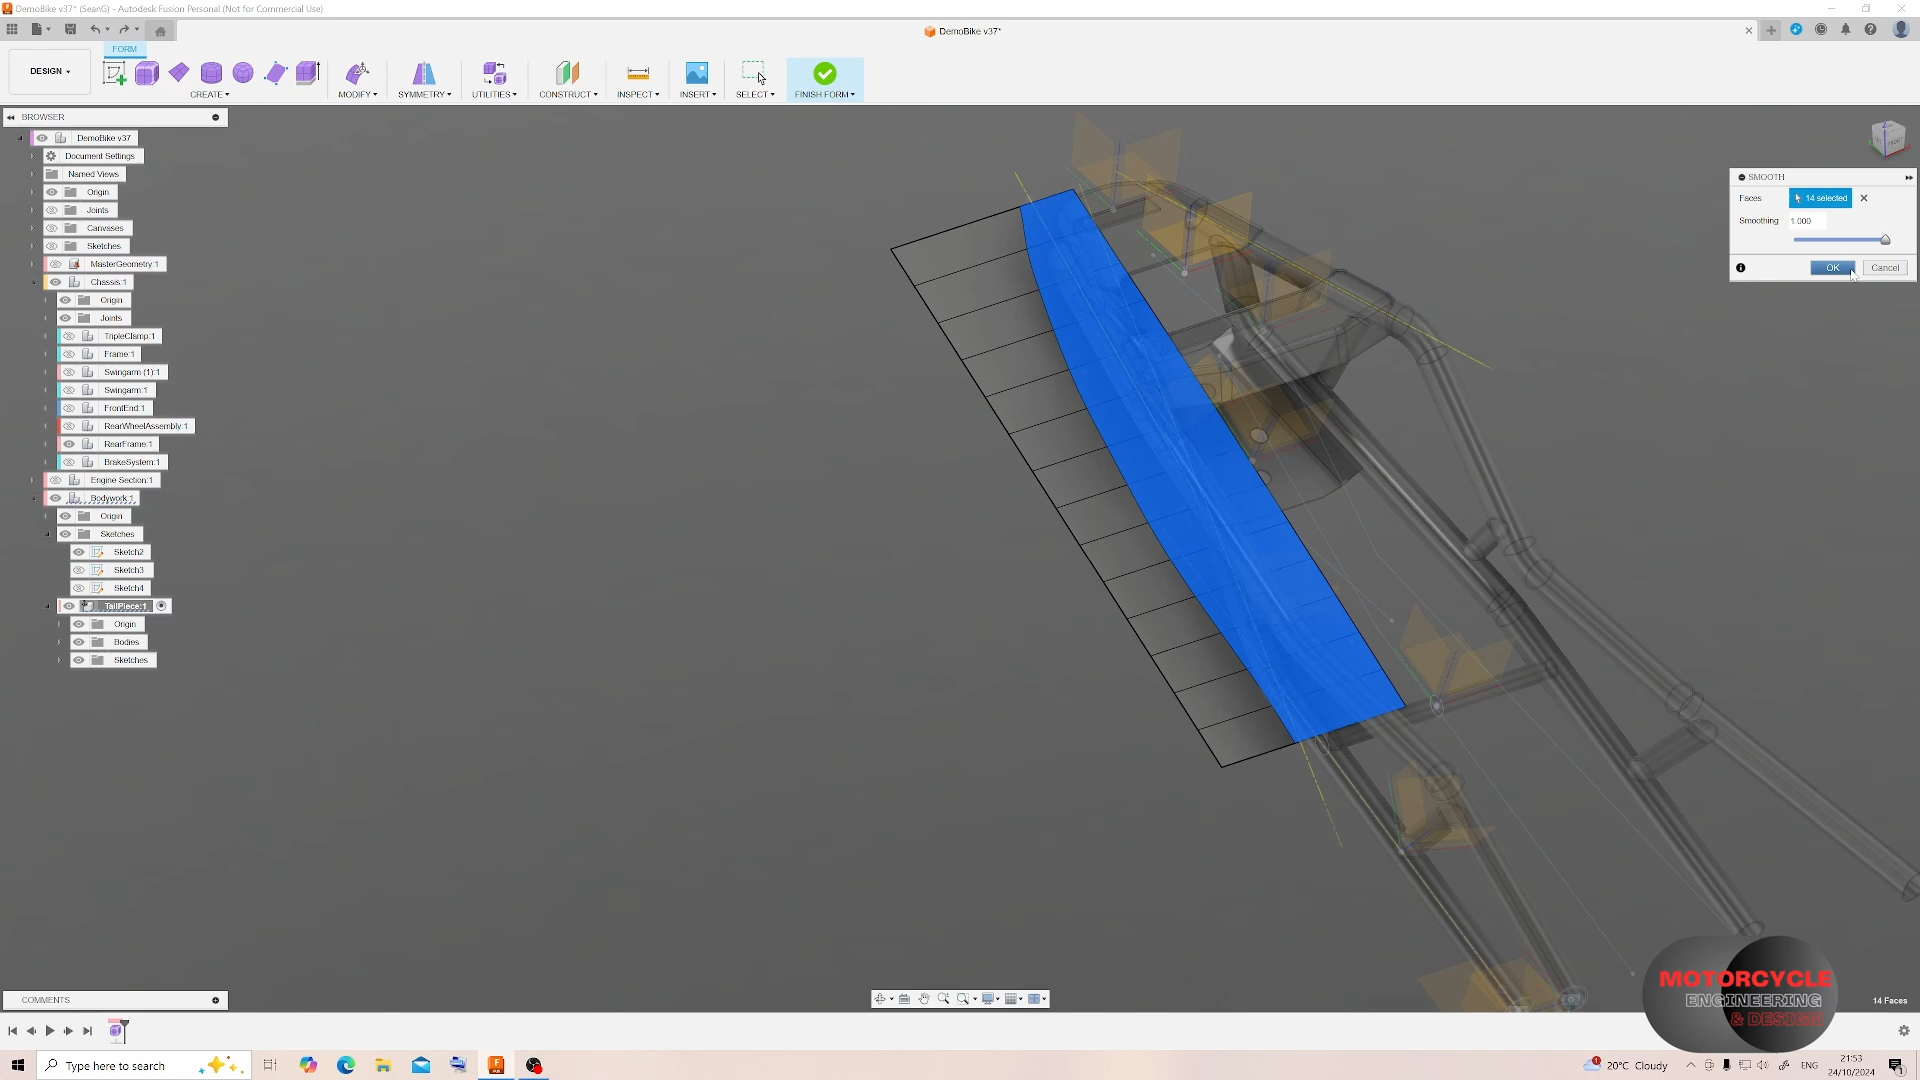 DemoBike v37* (SeanG) - Autodesk Fusion Personal (Not for Commercial Use)
DemoBike v37*
FORM
DESIGN
CREATE
MODIFY
SYMMETRY
UTILITIES
CONSTRUCT
INSPECT
INSERT
SELECT
FINISH FORM
BROWSER
DemoBike v37
Document Settings
Named Views
Origin
Joints
Canvases
Sketches
MasterGeometry:1
Chassis:1
Origin
Joints
TripleClamp:1
Frame:1
Swingarm (1):1
Swingarm:1
FrontEnd:1
RearWheelAssembly:1
RearFrame:1
BrakeSystem:1
Engine Section:1
Bodywork:1
Origin
Sketches
Sketch2
Sketch3
Sketch4
TailPiece:1
Origin
Bodies
Sketches
FRONT
SMOOTH
Faces 14 selected
Smoothing 1.000
OK Cancel
MOTORCYCLE
ENGINEERING
& DESIGN
14 Faces
COMMENTS
Type here to search
20°C Cloudy
ENG
21:53
24/10/2024